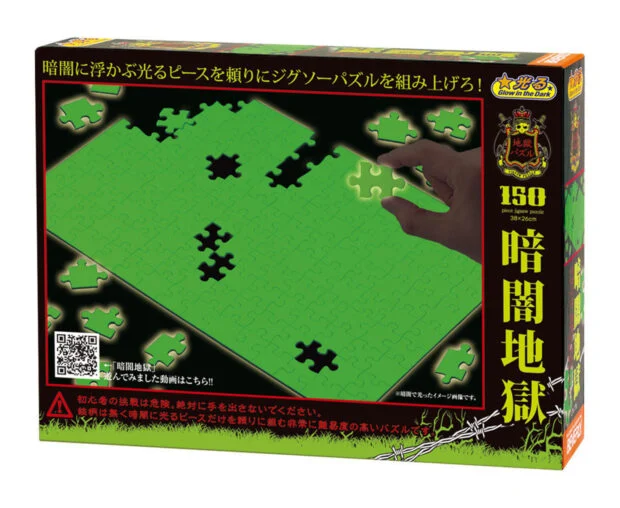 暗闇に浮かぶ光るピースを頼りにジグソーパズルを組み上げろ!
★光る
Glow in the Dark
地獄
パズル
150
piece jigsaw puzzle
38×26cm
暗闇地獄
←「暗闇地獄」
遊んでみました動画はこちら!!
※暗闇で光ったイメージ画像です。
初心者の挑戦は危険。絶対に手を出さないでください。
絵柄は無く暗闇に光るピースだけを頼りに組む非常に難易度の高いパズルです。
暗闇地獄